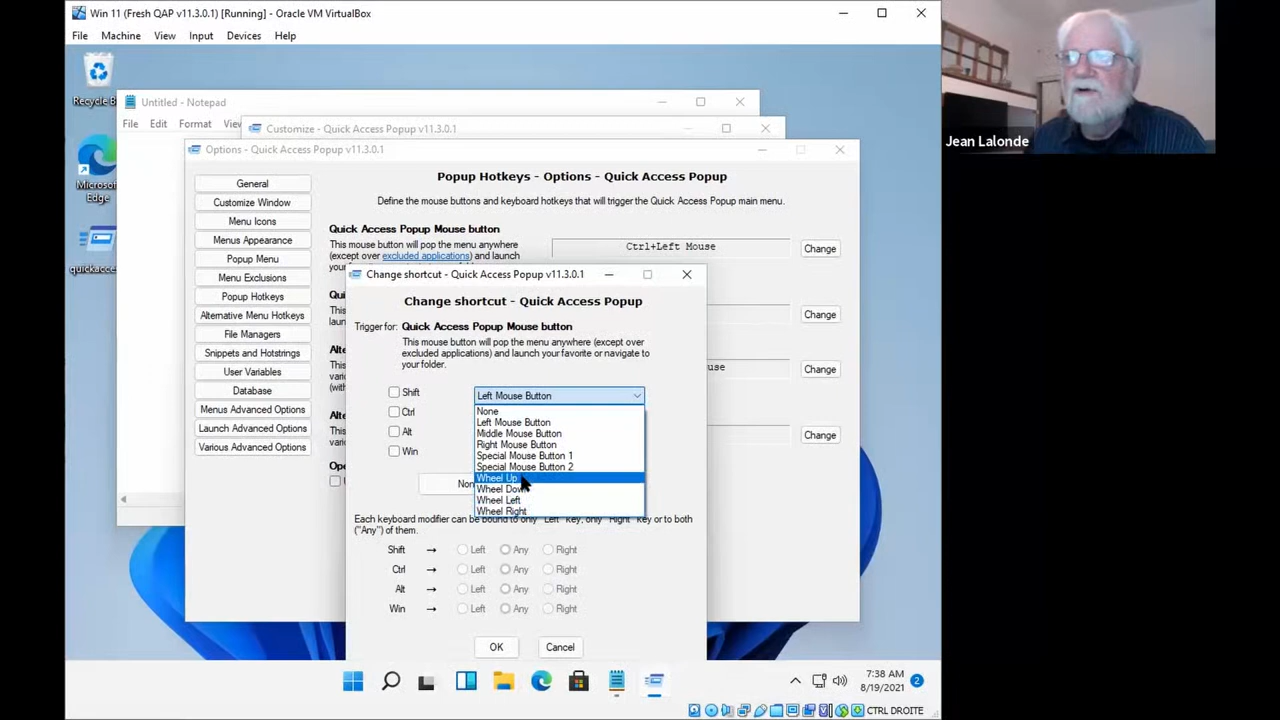 Win 11 (Fresh QAP v11.3.0.1) [Running] - Oracle VM VirtualBox
File Machine View Input Devices Help
Recycle B
Untitled - Notepad
File Edit Format
Customize - Quick Access Popup v11.3.0.1
Options - Quick Access Popup v11.3.0.1
Microsoft
Edge
quickacce
General
Customize Window
Menu Icons
Menus Appearance
Popup Menu
Menu Exclusions
Popup Hotkeys
Alternative Menu Hotkeys
File Managers
Snippets and Hotstrings
User Variables
Database
Menus Advanced Options
Launch Advanced Options
Various Advanced Options
Popup Hotkeys - Options - Quick Access Popup
Define the mouse buttons and keyboard hotkeys that will trigger the Quick Access Popup main menu.
Quick Access Popup Mouse button
This mouse button will pop the menu anywhere
(except over excluded applications) and launch
Ctrl+Left Mouse
Change
Change
Change
Change
Change shortcut - Quick Access Popup v11.3.0.1
Change shortcut - Quick Access Popup
Trigger for: Quick Access Popup Mouse button
This mouse button will pop the menu anywhere (except over
excluded applications) and launch your favorite or navigate to
your folder.
Shift
Ctrl
Alt
Win
Left Mouse Button
None
Left Mouse Button
Middle Mouse Button
Right Mouse Button
Special Mouse Button 1
Special Mouse Button 2
Wheel Up
Wheel Down
Wheel Left
Wheel Right
Each keyboard modifier can be bound to only "Left" key, only "Right" key or to both
("Any") of them.
Shift → Left Any Right
Ctrl → Left Any Right
Alt → Left Any Right
Win → Left Any Right
OK Cancel
7:38 AM
8/19/2021
2
CTRL DROITE
Jean Lalonde